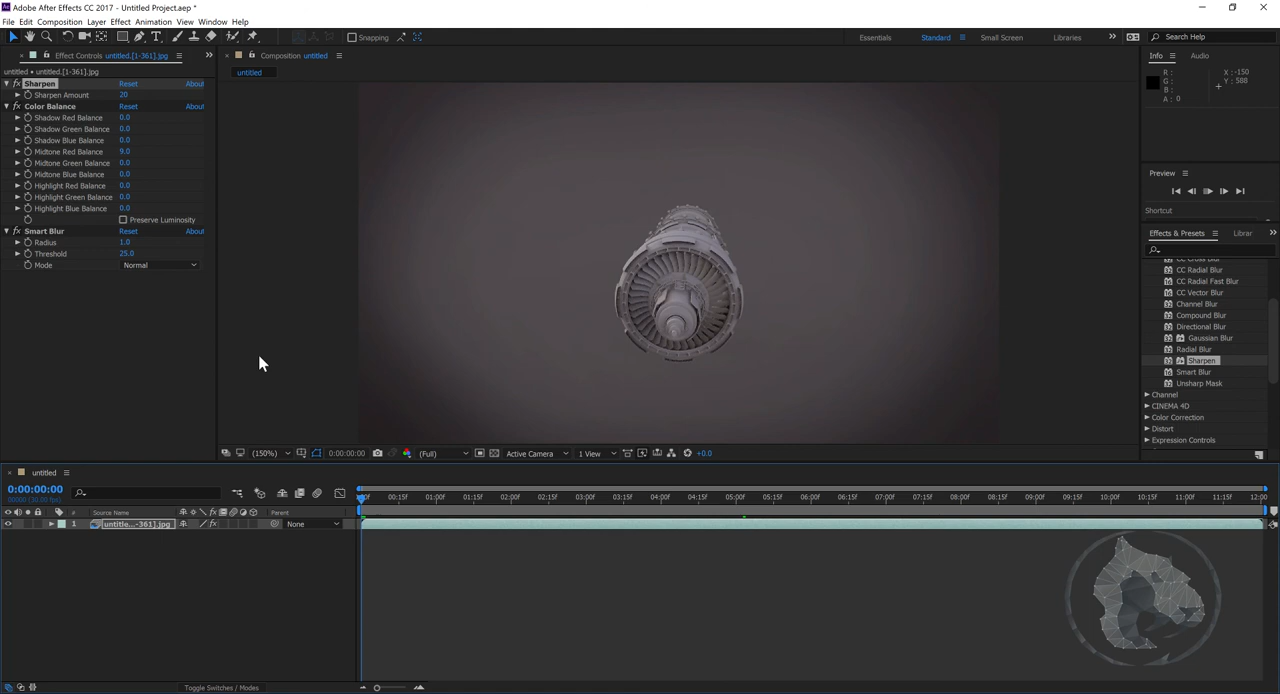 Adobe After Effects CC 2017 - Untitled Project.aep *
File Edit Composition Layer Effect Animation View Window Help
Snapping
Essentials Standard Small Screen Libraries Search Help
Effect Controls untitled.[1-361].jpg
untitled • untitled.[1-361].jpg
Sharpen Reset About
Sharpen Amount 20
Color Balance Reset About
Shadow Red Balance 0.0
Shadow Green Balance 0.0
Shadow Blue Balance 0.0
Midtone Red Balance 9.0
Midtone Green Balance 0.0
Midtone Blue Balance 0.0
Highlight Red Balance 0.0
Highlight Green Balance 0.0
Highlight Blue Balance 0.0
Preserve Luminosity
Smart Blur Reset About
Radius 1.0
Threshold 25.0
Mode Normal
Composition untitled
untitled
(150%) 0:00:00:00 (Full) Active Camera 1 View +0.0
Info Audio
R: X: -150
G: Y: 588
B:
A: 0
Preview
Shortcut
Effects & Presets Librar
CC Cross Blur
CC Radial Blur
CC Radial Fast Blur
CC Vector Blur
Channel Blur
Compound Blur
Directional Blur
Gaussian Blur
Radial Blur
Sharpen
Smart Blur
Unsharp Mask
Channel
CINEMA 4D
Color Correction
Distort
Expression Controls
untitled
0:00:00:00
00000 (30.00 fps)
00:15f 01:00f 01:15f 02:00f 02:15f 03:00f 03:15f 04:00f 04:15f 05:00f 05:15f 06:00f 06:15f 07:00f 07:15f 08:00f 08:15f 09:00f 09:15f 10:00f 10:15f 11:00f 11:15f 12:00
# Source Name Parent
1 untitle...-361].jpg None
Toggle Switches / Modes